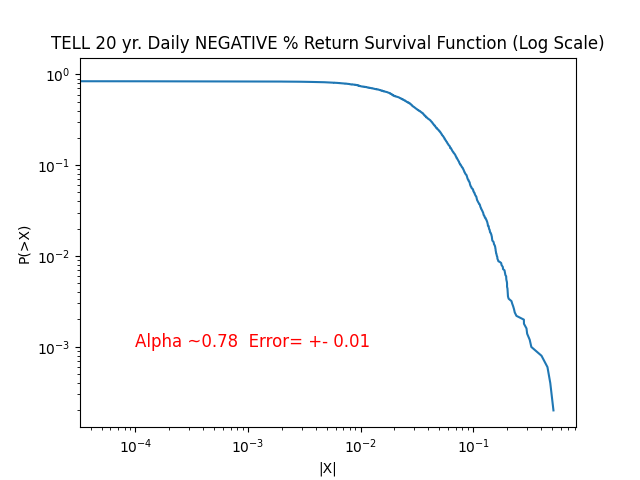 TELL 20 yr. Daily NEGATIVE % Return Survival Function (Log Scale)
10⁰
10⁻¹
10⁻²
10⁻³
P(>X)
Alpha ~0.78  Error= +- 0.01
10⁻⁴ 10⁻³ 10⁻² 10⁻¹
|X|